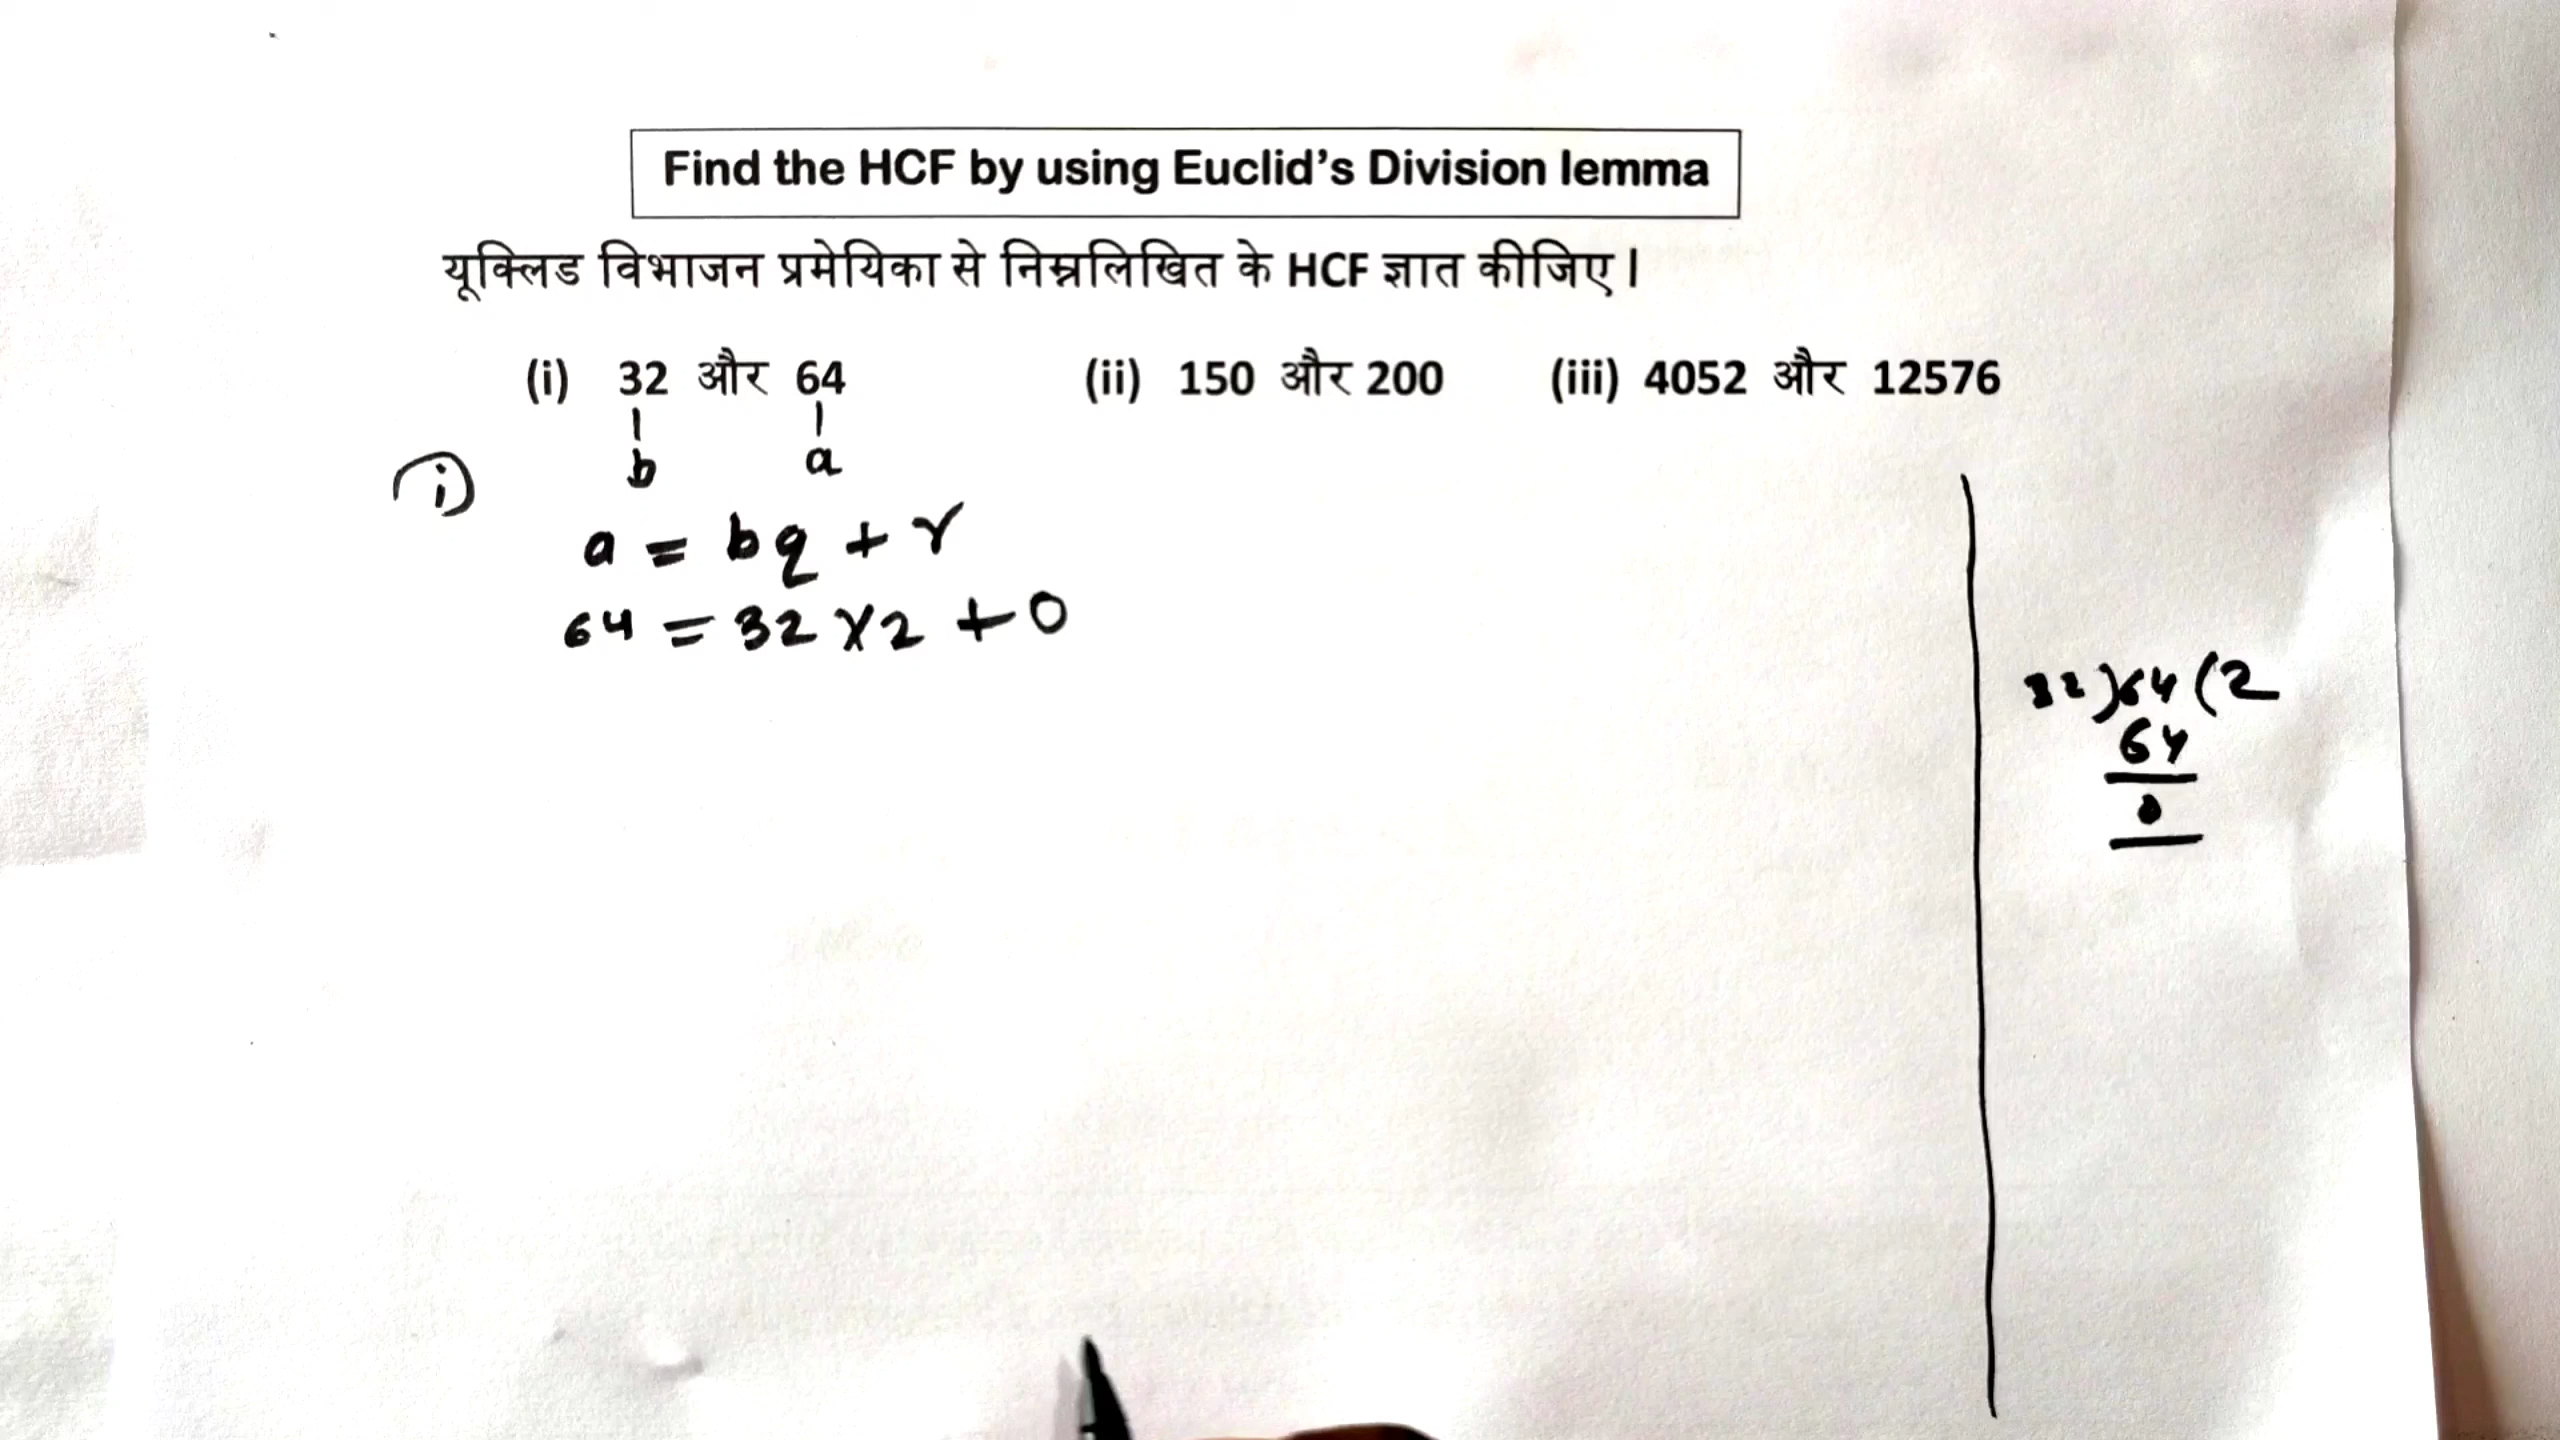 Find the HCF by using Euclid’s Division lemma
यूक्लिड विभाजन प्रमेयिका से निम्नलिखित के HCF ज्ञात कीजिए।
(i) 32 और 64 (ii) 150 और 200 (iii) 4052 और 12576
b a
i)
a = bq + r
64 = 32 x 2 + 0
32)64(2
64
0